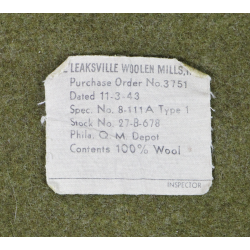 LEAKSVILLE WOOLEN MILLS,
Purchase Order No. 3751
Dated 11-3-43
Spec. No. 8-111A Type 1
Stock No. 27-B-678
Phila. Q. M. Depot
Contents 100% Wool
INSPECTOR